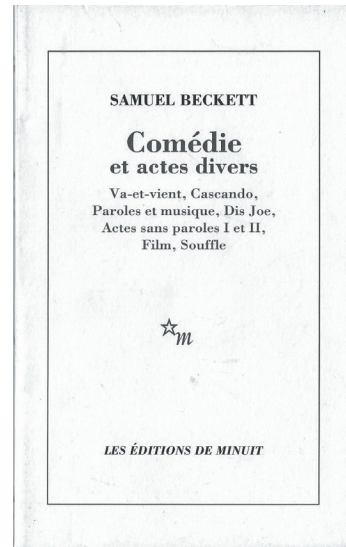 SAMUEL BECKETT
Comédie
et actes divers
Va-et-vient, Cascando,
Paroles et musique, Dis Joe,
Actes sans paroles I et II,
Film, Souffle
m
LES ÉDITIONS DE MINUIT